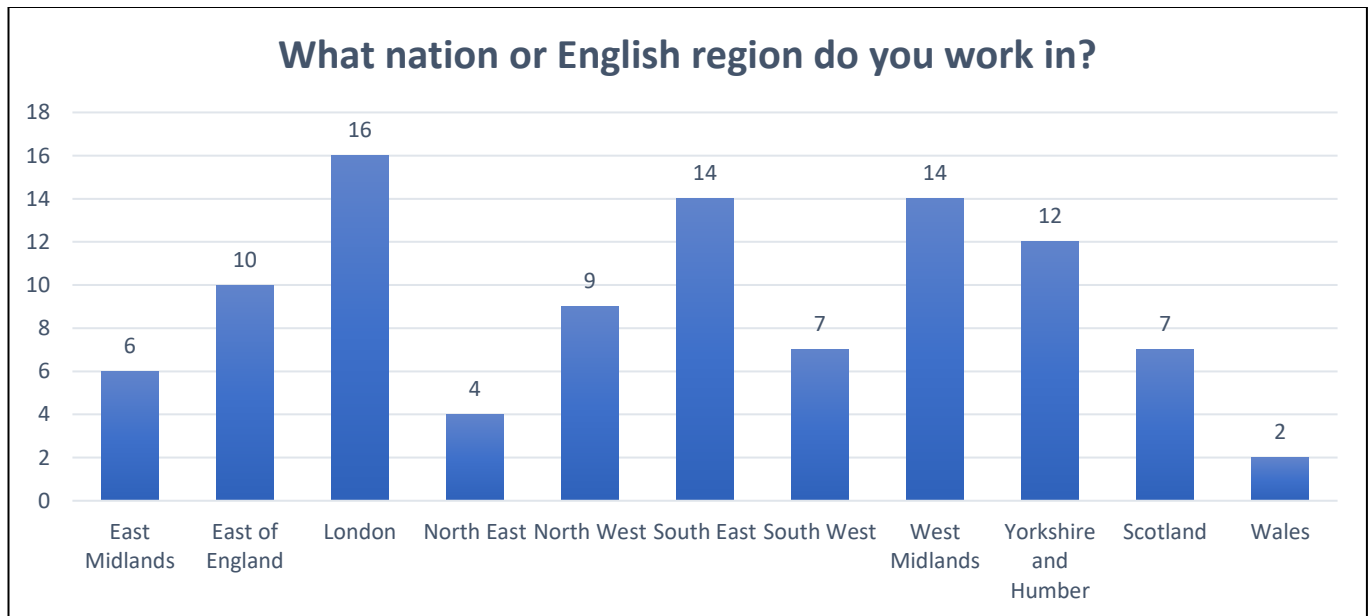 What nation or English region do you work in?
18
16
14
12
10
8
6
4
2
0
6
10
16
4
9
14
7
14
12
7
2
East
Midlands
East of
England
London
North East
North West
South East
South West
West
Midlands
Yorkshire
and
Humber
Scotland
Wales